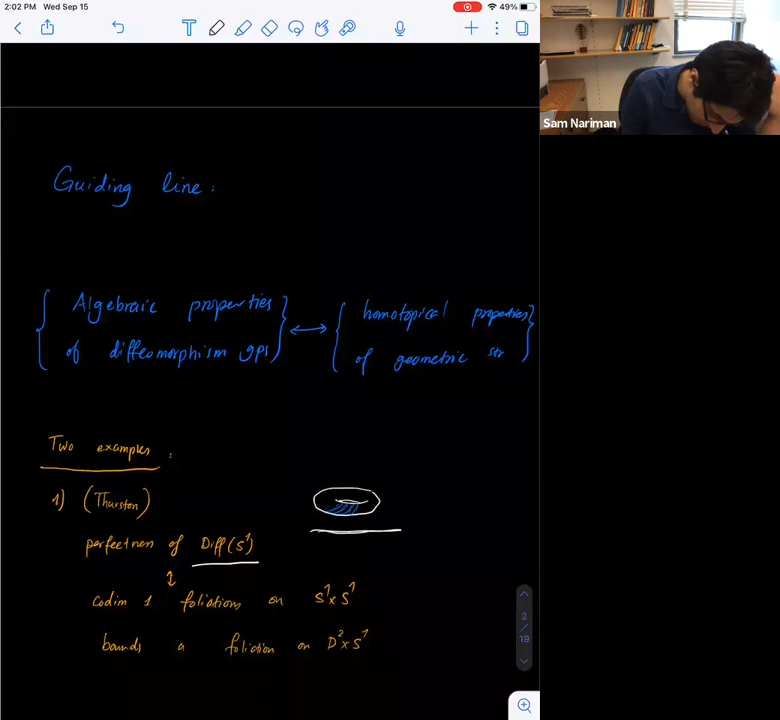 2:02 PM Wed Sep 15
49%
Sam Nariman
Guiding line:
{ Algebraic properties of diffeomorphism gps } ↔ { homotopical properties of geometric str }
Two examples :
1) (Thurston)
perfectness of Diff(S¹)
↕
codim 1 foliations on S¹×S¹
bounds a foliation on D²×S¹
2
/
19